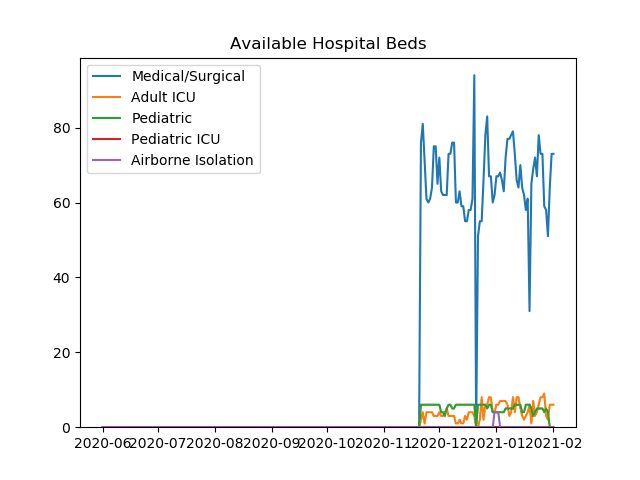 Available Hospital Beds
Medical/Surgical
Adult ICU
Pediatric
Pediatric ICU
Airborne Isolation
80
60
40
20
0
2020-06 2020-07 2020-08 2020-09 2020-10 2020-11 2020-12 2021-01 2021-02